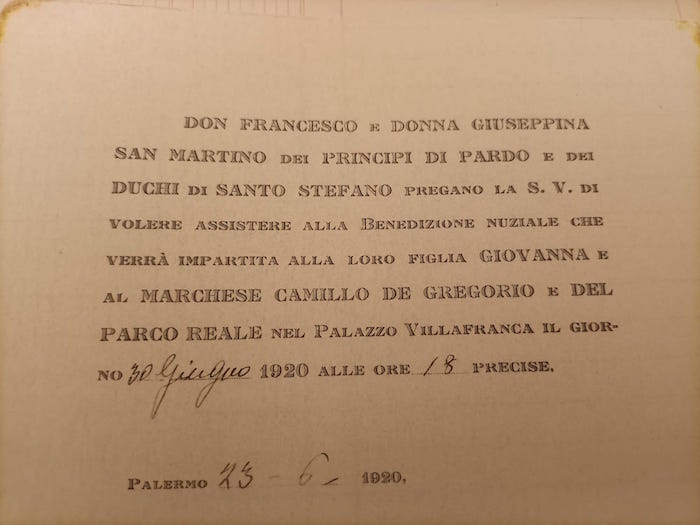 DON FRANCESCO E DONNA GIUSEPPINA
SAN MARTINO DEI PRINCIPI DI PARDO E DEI
DUCHI DI SANTO STEFANO PREGANO LA S. V. DI
VOLERE ASSISTERE ALLA BENEDIZIONE NUZIALE CHE
VERRÀ IMPARTITA ALLA LORO FIGLIA GIOVANNA E
AL MARCHESE CAMILLO DE GREGORIO E DEL
PARCO REALE NEL PALAZZO VILLAFRANCA IL GIOR-
NO 30 Giugno 1920 ALLE ORE 18 PRECISE.
PALERMO 23 - 6 - 1920.